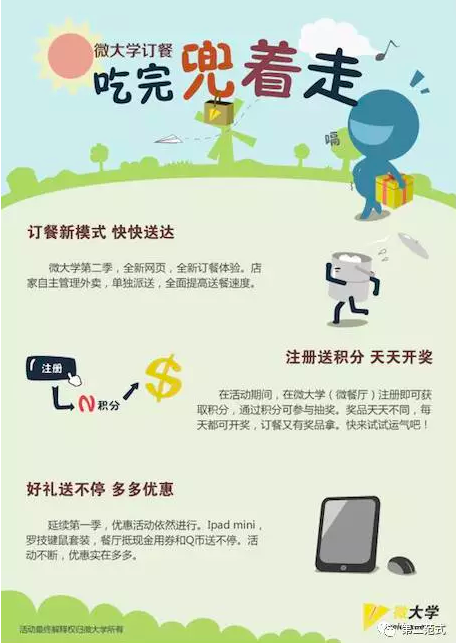 微大学订餐
吃完兜着走
嗝
订餐新模式 快快送达
微大学第二季，全新网页，全新订餐体验。店
家自主管理外卖，单独派送，全面提高送餐速度。
注册送积分 天天开奖
注册
N积分
在活动期间，在微大学（微餐厅）注册即可获
取积分，通过积分可参与抽奖。奖品天天不同，每
天都可开奖，订餐又有奖品拿。快来试试运气吧！
好礼送不停 多多优惠
延续第一季，优惠活动依然进行。Ipad mini，
罗技键鼠套装，餐厅抵现金用券和Q币送不停。活
动不断，优惠实在多多。
微大学
第二范式
活动最终解释权归微大学所有